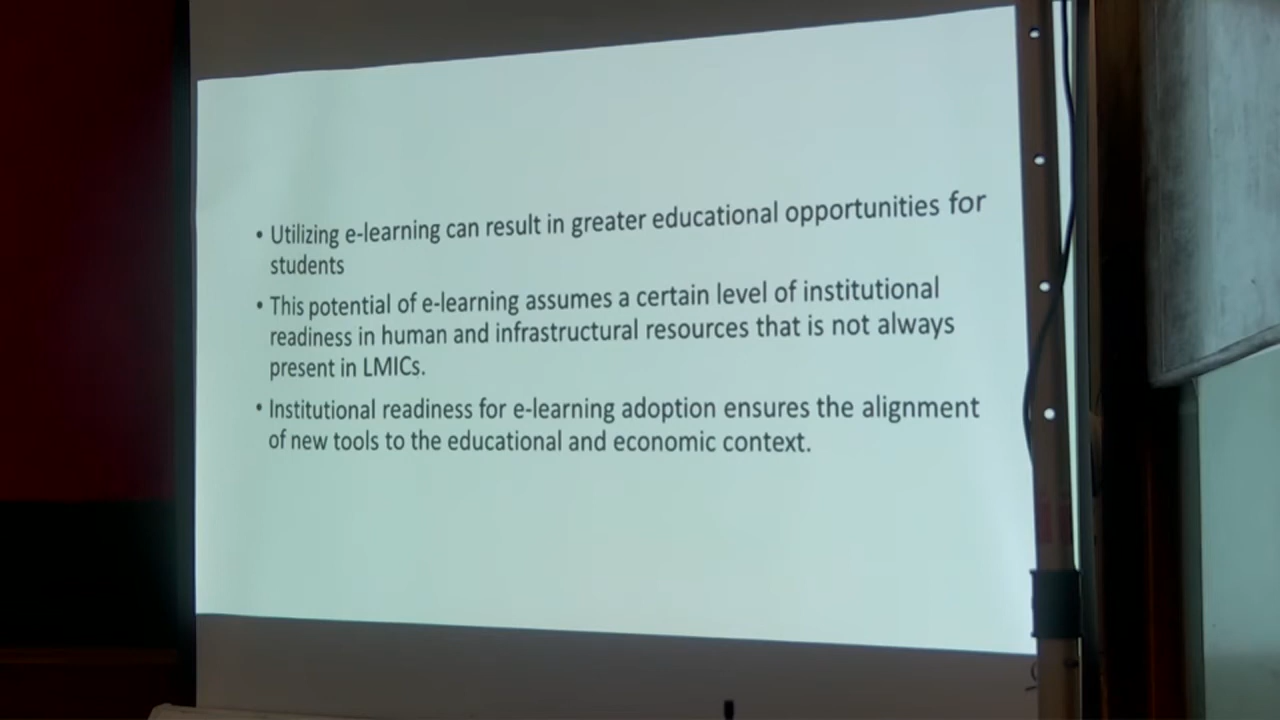 • Utilizing e-learning can result in greater educational opportunities for
students
• This potential of e-learning assumes a certain level of institutional
readiness in human and infrastructural resources that is not always
present in LMICs.
• Institutional readiness for e-learning adoption ensures the alignment
of new tools to the educational and economic context.